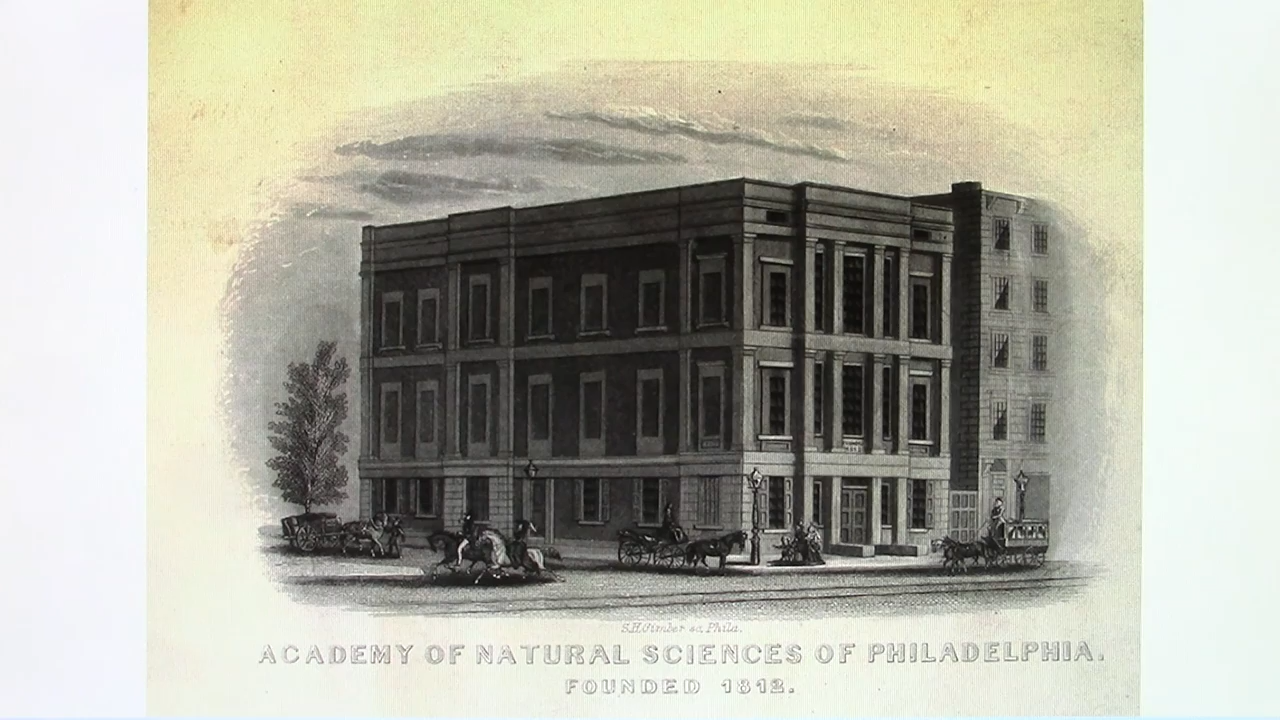 S.H.Gimber sc, Phila.
ACADEMY OF NATURAL SCIENCES OF PHILADELPHIA.
FOUNDED 1812.